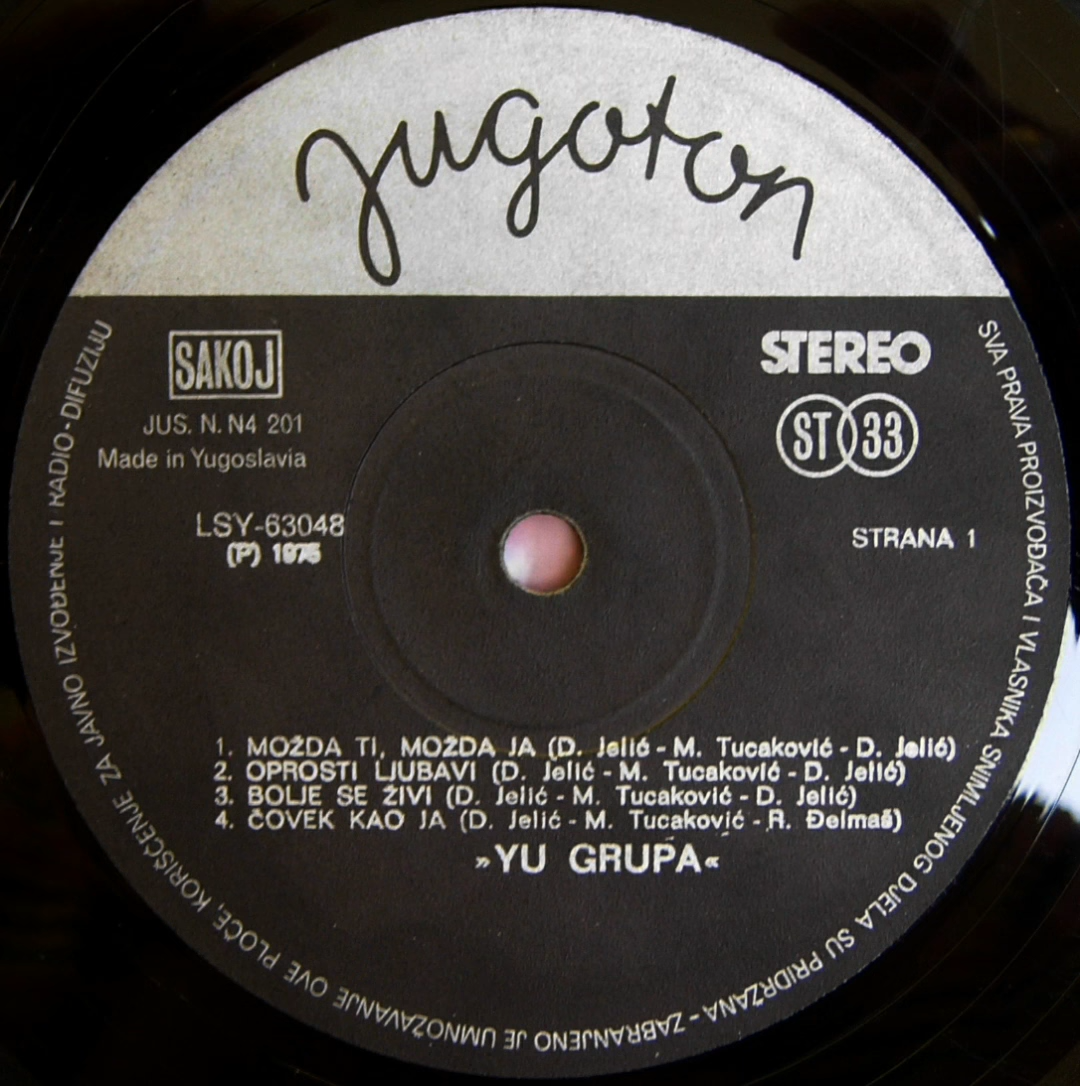 jugoton
SAKOJ
JUS. N. N4 201
Made in Yugoslavia
STEREO
ST 33
LSY-63048
(P) 1975
STRANA 1
1. MOŽDA TI, MOŽDA JA (D. Jelić - M. Tucaković - D. Jelić)
2. OPROSTI LJUBAVI (D. Jelić - M. Tucaković - D. Jelić)
3. BOLJE SE ŽIVI (D. Jelić - M. Tucaković - D. Jelić)
4. ČOVEK KAO JA (D. Jelić - M. Tucaković - R. Đelmaš)
»YU GRUPA«
SVA PRAVA PROIZVOĐAČA I VLASNIKA SNIMLJENOG DJELA SU PRIDRŽANA - ZABRANJENO JE UMNOŽAVANJE OVE PLOČE, KORIŠĆENJE ZA JAVNO IZVOĐENJE I RADIO-DIFUZIJU